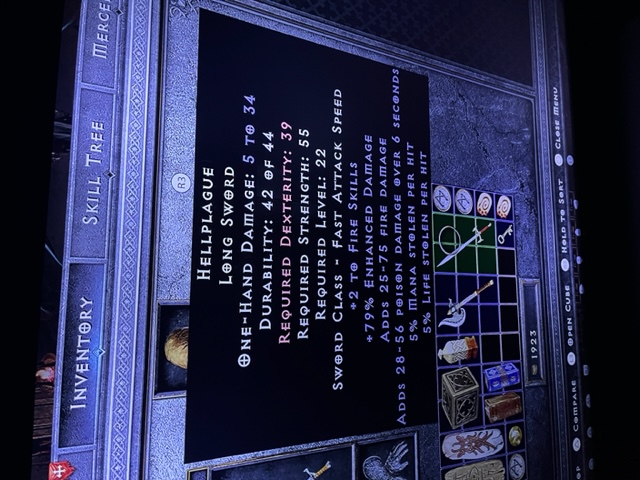 MERCE
SKILL TREE
INVENTORY
R3
HELLPLAGUE
LONG SWORD
ONE-HAND DAMAGE: 5 TO 34
DURABILITY: 42 OF 44
REQUIRED DEXTERITY: 39
REQUIRED STRENGTH: 55
REQUIRED LEVEL: 22
SWORD CLASS - FAST ATTACK SPEED
+2 TO FIRE SKILLS
+79% ENHANCED DAMAGE
ADDS 25-75 FIRE DAMAGE
ADDS 28-56 POISON DAMAGE OVER 6 SECONDS
5% MANA STOLEN PER HIT
5% LIFE STOLEN PER HIT
1923
COMPARE
OPEN CUBE
HOLD TO SORT
CLOSE MENU